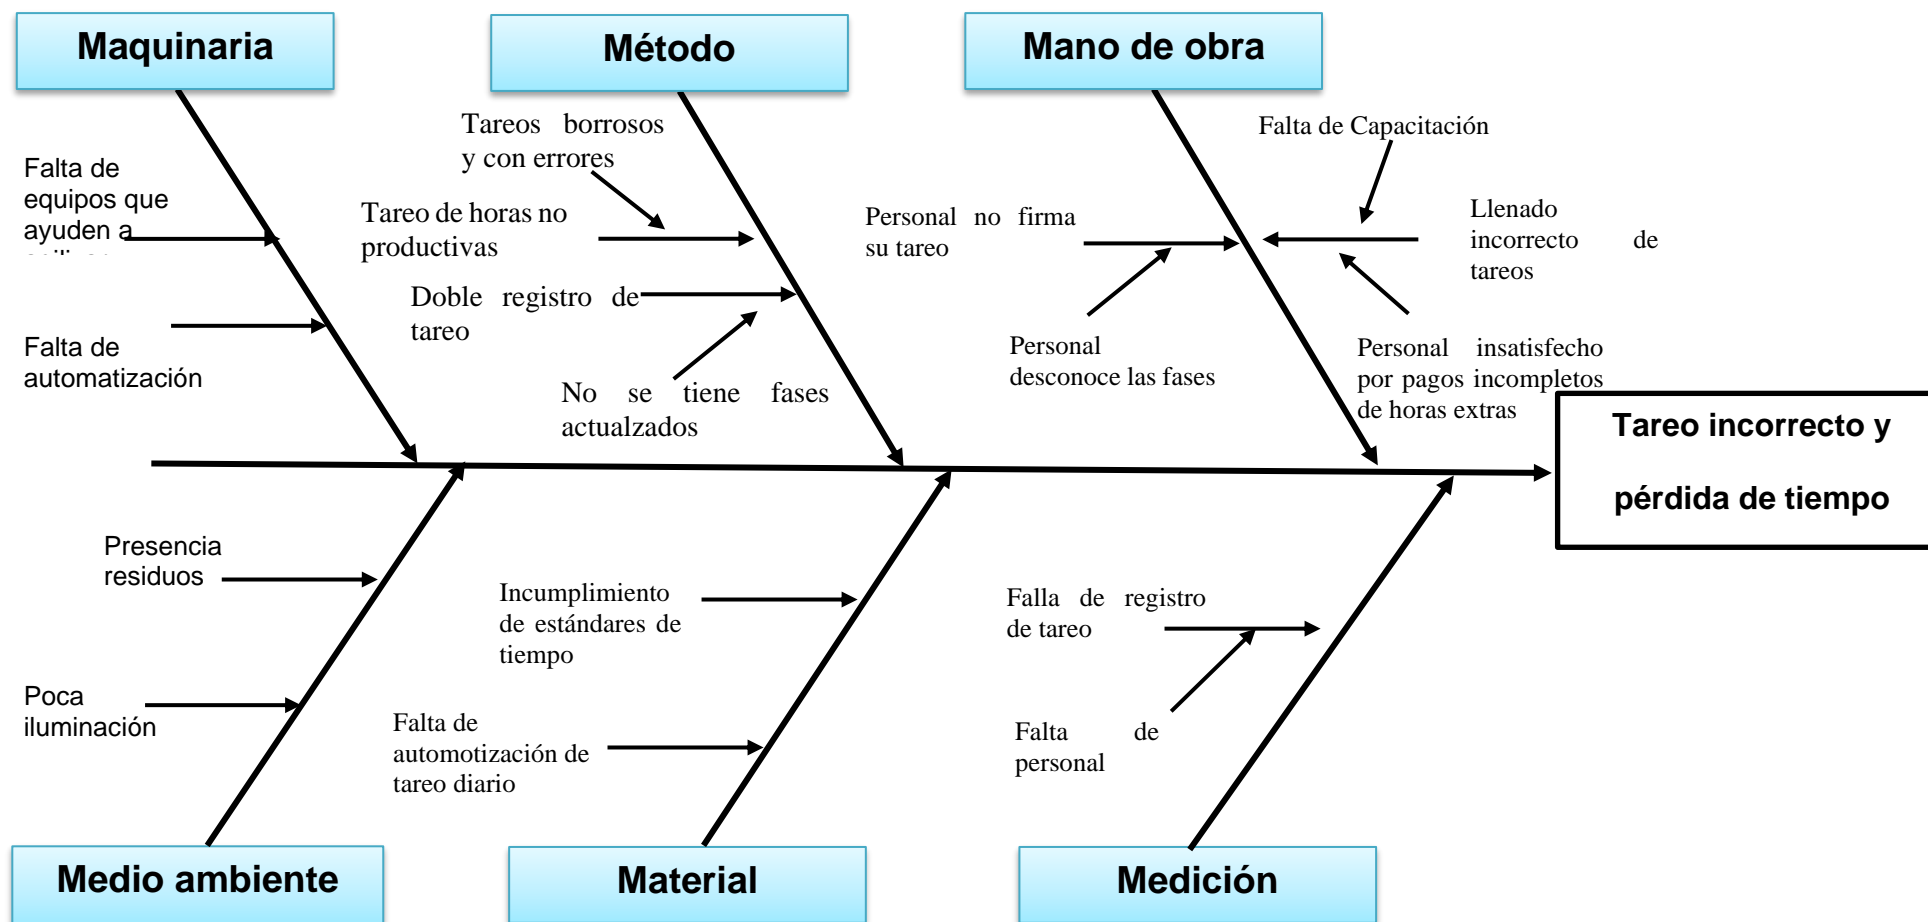 Maquinaria
Método
Mano de obra
Falta de
equipos que
ayuden a
Falta de
automatización
Tareos borrosos
y con errores
Tareo de horas no
productivas
Doble registro de
tareo
No se tiene fases
actualzados
Falta de Capacitación
Personal no firma
su tareo
Llenado
incorrecto de
tareos
Personal
desconoce las fases
Personal insatisfecho
por pagos incompletos
de horas extras
Tareo incorrecto y
pérdida de tiempo
Presencia
residuos
Poca
iluminación
Incumplimiento
de estándares de
tiempo
Falta de
automotización de
tareo diario
Falla de registro
de tareo
Falta de
personal
Medio ambiente
Material
Medición